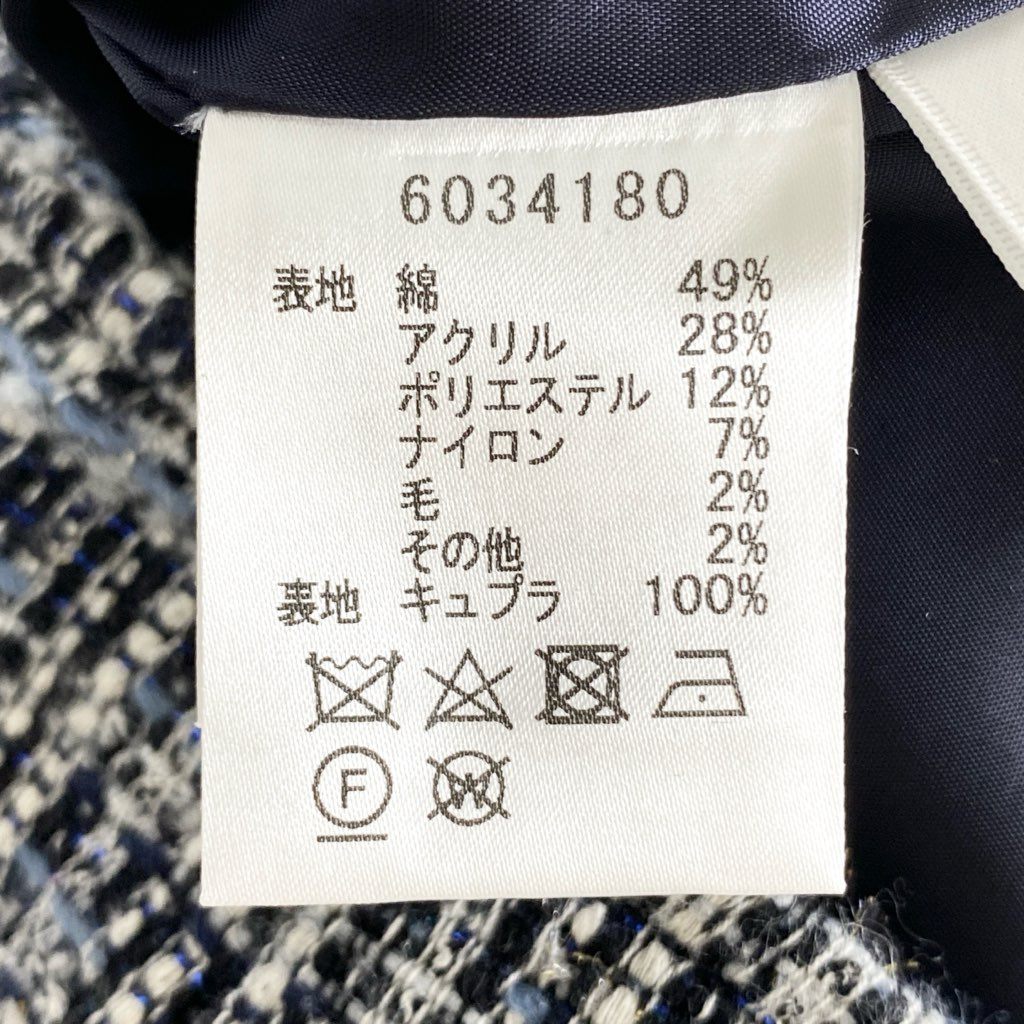 6034180
表地 綿 49%
アクリル 28%
ポリエステル 12%
ナイロン 7%
毛 2%
その他 2%
裏地 キュプラ 100%
F W